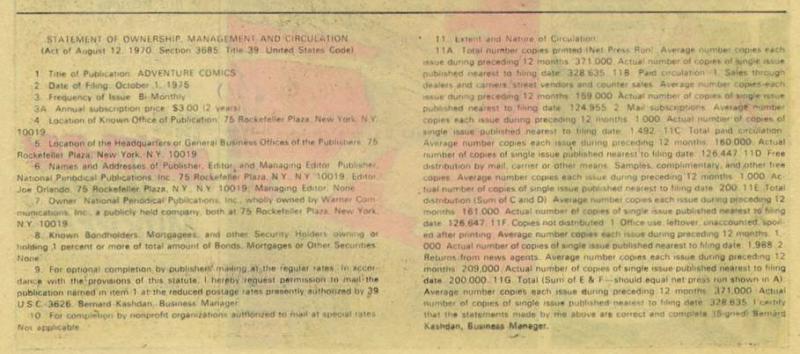 STATEMENT OF OWNERSHIP, MANAGEMENT AND CIRCULATION
(Act of August 12, 1970. Section 3685. Title 39. United States Code)
1. Title of Publication: ADVENTURE COMICS
2. Date of Filing: October 1, 1975
3. Frequency of Issue: Bi-Monthly
3A. Annual subscription price: $3.00 (2 years)
4. Location of Known Office of Publication: 75 Rockefeller Plaza, New York, N.Y.
10019
5. Location of the Headquarters or General Business Offices of the Publishers: 75
Rockefeller Plaza, New York, N.Y. 10019
6. Names and Addresses of Publisher, Editor, and Managing Editor: Publisher,
National Periodical Publications, Inc. 75 Rockefeller Plaza, N.Y. N.Y. 10019. Editor,
Joe Orlando, 75 Rockefeller Plaza, N.Y. N.Y. 10019; Managing Editor: None
7. Owner: National Periodical Publications, Inc., wholly owned by Warner Com-
munications, Inc., a publicly held company, both at 75 Rockefeller Plaza, New York,
N.Y. 10019
8. Known Bondholders, Mortgagees, and other Security Holders owning or
holding 1 percent or more of total amount of Bonds, Mortgages or Other Securities:
None
9. For optional completion by publishers mailing at the regular rates. In accor-
dance with the provisions of this statute, I hereby request permission to mail the
publication named in item 1 at the reduced postage rates presently authorized by 39
U.S.C. 3626. Bernard Kashdan, Business Manager
10. For completion by nonprofit organizations authorized to mail at special rates:
Not applicable.
11. Extent and Nature of Circulation:
11A. Total number copies printed (Net Press Run): Average number copies each
issue during preceding 12 months: 371,000. Actual number of copies of single issue
published nearest to filing date: 328,635. 11B. Paid circulation: 1. Sales through
dealers and carriers, street vendors and counter sales. Average number copies each
issue during preceding 12 months: 159,000. Actual number of copies of single issue
published nearest to filing date: 124,955. 2. Mail subscriptions: Average number
copies each issue during preceding 12 months: 1,000. Actual number of copies of
single issue published nearest to filing date: 1,492. 11C. Total paid circulation:
Average number copies each issue during preceding 12 months: 160,000. Actual
number of copies of single issue published nearest to filing date: 126,447. 11D. Free
distribution by mail, carrier or other means. Samples, complimentary, and other free
copies: Average number copies each issue during preceding 12 months: 1,000. Ac-
tual number of copies of single issue published nearest to filing date: 200. 11E. Total
distribution (Sum of C and D): Average number copies each issue during preceding 12
months: 161,000. Actual number of copies of single issue published nearest to filing
date: 126,647. 11F. Copies not distributed: 1. Office use, leftover, unaccounted, spoil-
ed after printing: Average number copies each issue during preceding 12 months: 1,
000. Actual number of copies of single issue published nearest to filing date: 1,988. 2.
Returns from news agents: Average number copies each issue during preceding 12
months: 209,000. Actual number of copies of single issue published nearest to filing
date: 200,000. 11G. Total (Sum of E & F—should equal net press run shown in A):
Average number copies each issue during preceding 12 months: 371,000. Actual
number of copies of single issue published nearest to filing date: 328,635. I certify
that the statements made by me above are correct and complete. (Signed) Bernard
Kashdan, Business Manager.